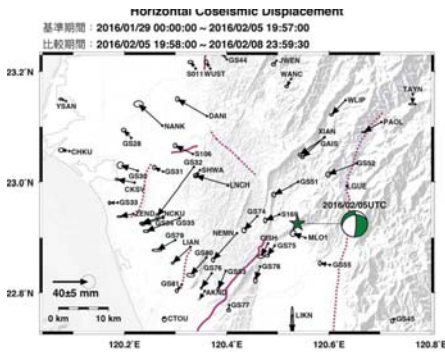 Horizontal Coseismic Displacement
基準期間：2016/01/29 00:00:00 ~ 2016/02/05 19:57:00
比較期間：2016/02/05 19:58:00 ~ 2016/02/08 23:59:30
23.2°
23.0°
22.8°
GS44
JWEN
S011 WUST
WANC
TAYN
YSAN
WLIP
DANI
PAOL
NANK
XIAN
GS28
GAIS
GS32
CHKU
S106
GS52
GS31
SHWA
GS30
CKSV
LNCH
GS51
LGUE
GS33
2016/02/05UTC
ZEND
NCKU
GS74
S169
GS34
GS35
NEMN
GS79
CISH
MLO1
LIAN
GS75
GS80
GS76
GS53
GS78
GS55
GS81
AKND
40±5 mm
GS77
CTOU
LIKN
GS45
0 km
10 km
120.2°
120.4°
120.6°
120.8°